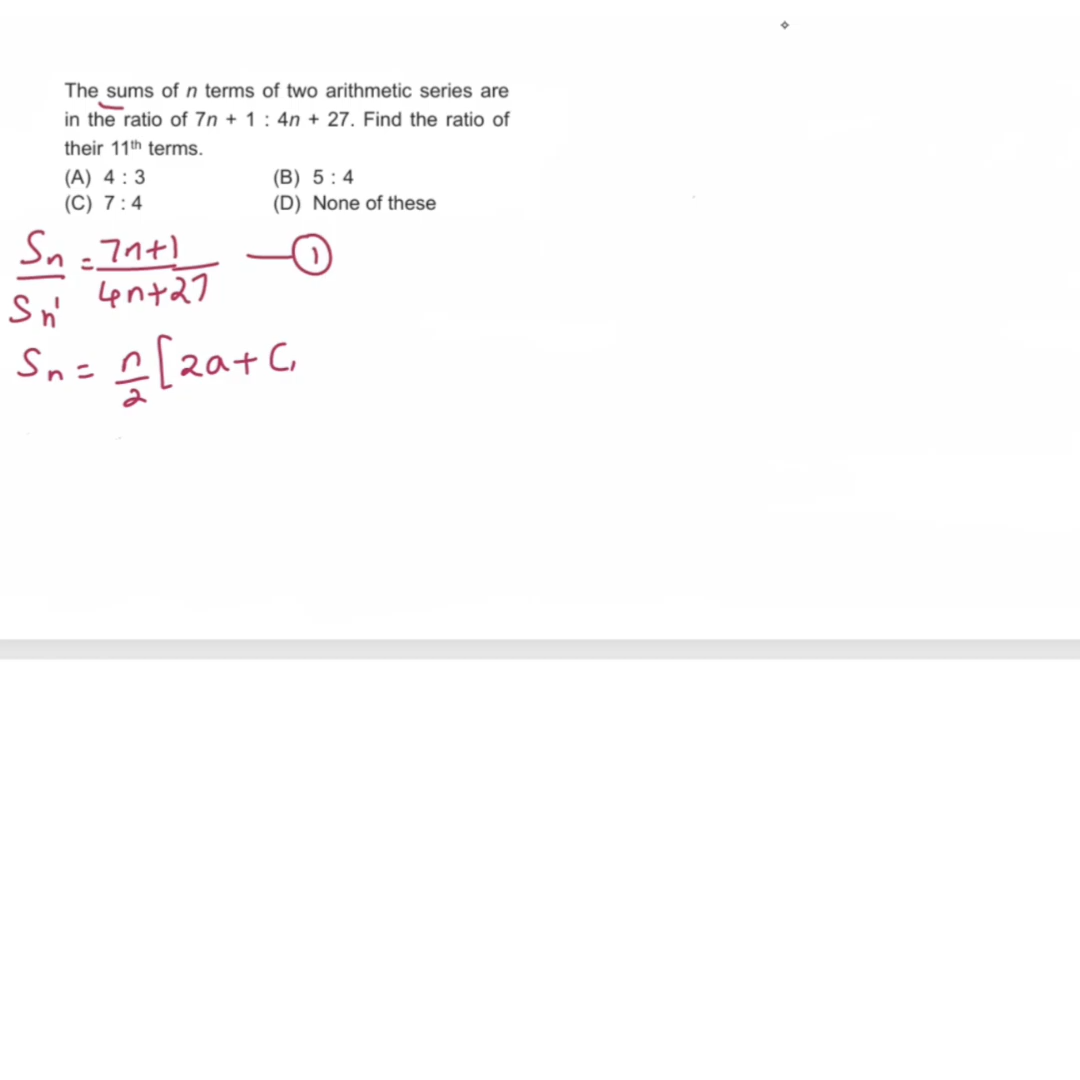 The sums of n terms of two arithmetic series are
in the ratio of 7n + 1 : 4n + 27. Find the ratio of
their 11th terms.
(A) 4 : 3 (B) 5 : 4
(C) 7 : 4 (D) None of these
Sn/Sn' = 7n+1/4n+27 —①
Sn = n/2 [2a+(